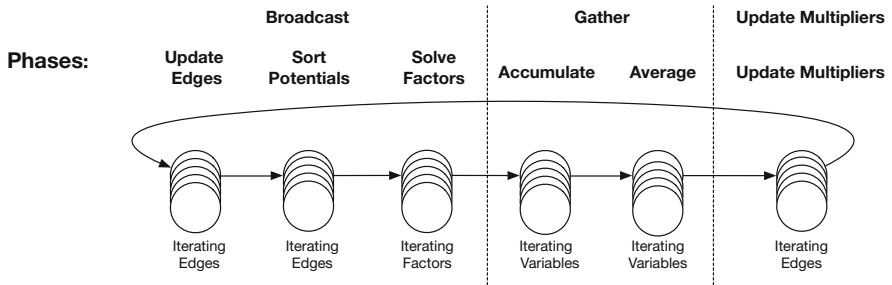 Broadcast Gather Update Multipliers
Phases:
Update Edges
Sort Potentials
Solve Factors
Accumulate
Average
Update Multipliers
Iterating Edges
Iterating Edges
Iterating Factors
Iterating Variables
Iterating Variables
Iterating Edges